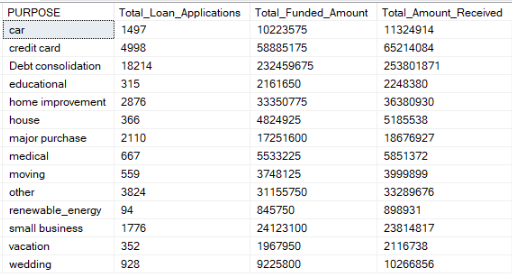 PURPOSE Total_Loan_Applications Total_Funded_Amount Total_Amount_Received
car 1497 10223575 11324914
credit card 4998 58885175 65214084
Debt consolidation 18214 232459675 253801871
educational 315 2161650 2248380
home improvement 2876 33350775 36380930
house 366 4824925 5185538
major purchase 2110 17251600 18676927
medical 667 5533225 5851372
moving 559 3748125 3999899
other 3824 31155750 33289676
renewable_energy 94 845750 898931
small business 1776 24123100 23814817
vacation 352 1967950 2116738
wedding 928 9225800 10266856